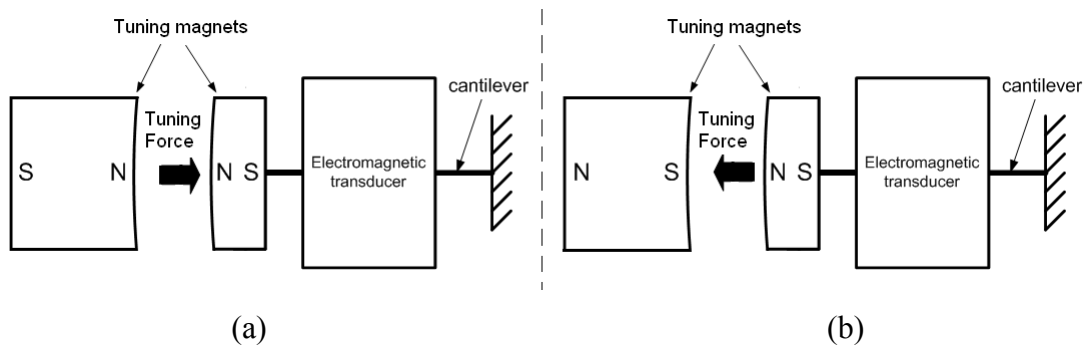 Tuning magnets
cantilever
Tuning
Force
S
N
N S
Electromagnetic
transducer
(a)
Tuning magnets
cantilever
Tuning
Force
N
S
N S
Electromagnetic
transducer
(b)